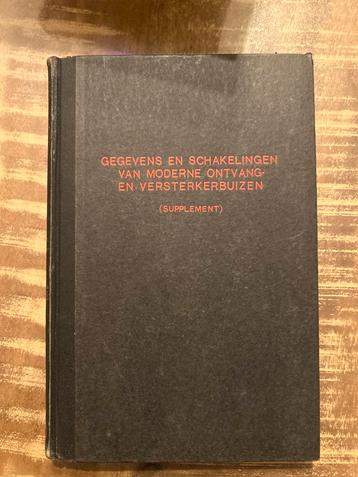 GEGEVENS EN SCHAKELINGEN
VAN MODERNE ONTVANG-
EN VERSTERKERBUIZEN
(SUPPLEMENT)